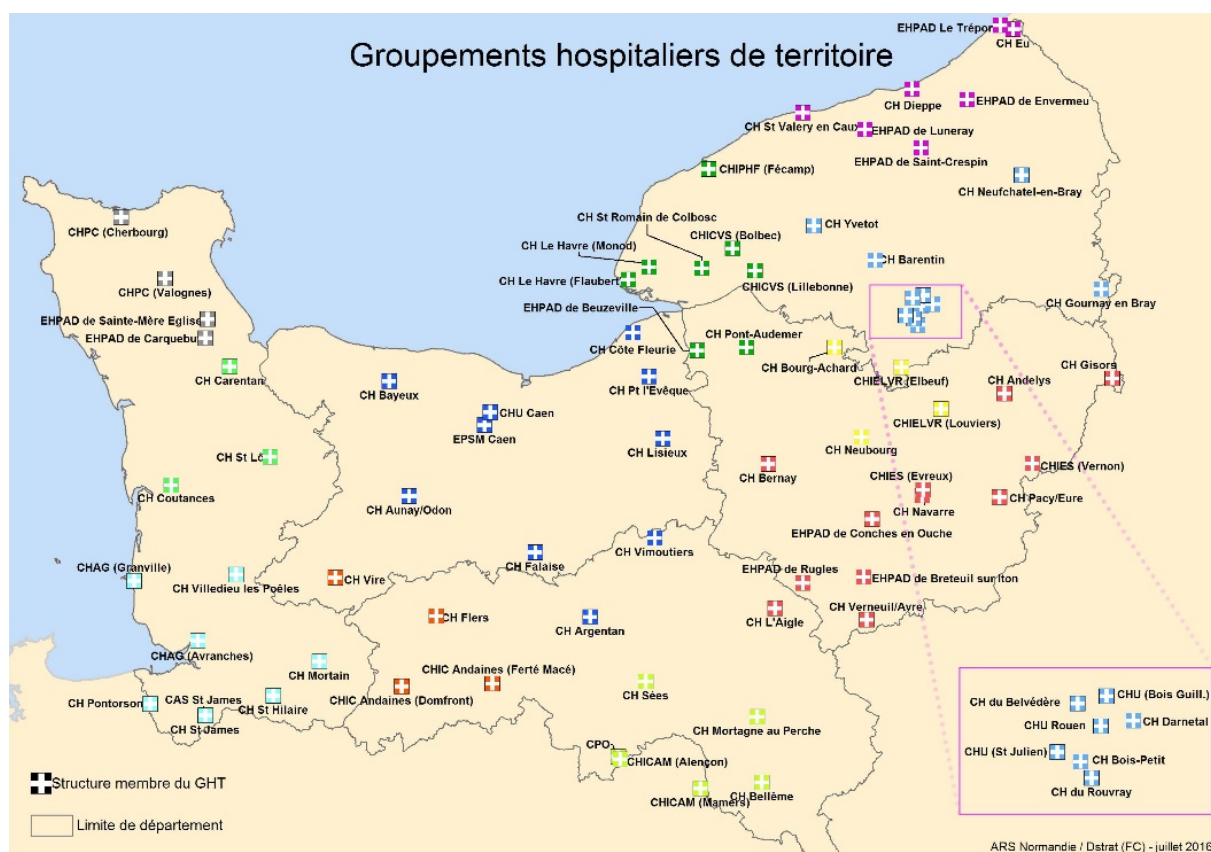 Groupements hospitaliers de territoire
EHPAD Le Trépor
CH Eu
CH Dieppe
EHPAD de Envermeu
CH St Valery en Caux
EHPAD de Luneray
EHPAD de Saint-Crespin
CHIPHF (Fécamp)
CH Neufchatel-en-Bray
CH St Romain de Colbosc
CH Yvetot
CHPC (Cherbourg)
CHICVS (Bolbec)
CH Le Havre (Monod)
CH Barentin
CHPC (Valognes)
CH Le Havre (Flaubert
CHICVS (Lillebonne)
CH Gournay en Bray
EHPAD de Beuzeville
EHPAD de Sainte-Mère Eglise
EHPAD de Carquebu
CH Côte Fleurie
CH Pont-Audemer
CH Bourg-Achard
CH Gisors
CH Carentan
CHIELVR (Elbeuf)
CH Andelys
CH Bayeux
CH Pt l'Evêque
CHU Caen
EPSM Caen
CHIELVR (Louviers)
CH Lisieux
CH Neubourg
CH St Lô
CH Bernay
CHIES (Evreux)
CHIES (Vernon)
CH Coutances
CH Aunay/Odon
CH Navarre
CH Pacy/Eure
EHPAD de Conches en Ouche
CH Vimoutiers
CHAG (Granville)
CH Falaise
CH Villedieu les Poêles
CH Vire
EHPAD de Rugles
EHPAD de Breteuil sur Iton
CH Flers
CH Argentan
CH L'Aigle
CH Verneuil/Avre
CHAG (Avranches)
CH Mortain
CHIC Andaines (Ferté Macé)
CH Sées
CH Pontorson
CAS St James
CH St Hilaire
CHIC Andaines (Domfront)
CH St James
CH Mortagne au Perche
CPO
CHICAM (Alençon)
CHICAM (Mamers)
CH Bellême
CH du Belvédère
CHU (Bois Guill.)
CHU Rouen
CH Darnetal
CHU (St Julien)
CH Bois-Petit
CH du Rouvray
Structure membre du GHT
Limite de département
ARS Normandie / Dstrat (FC) - juillet 2016